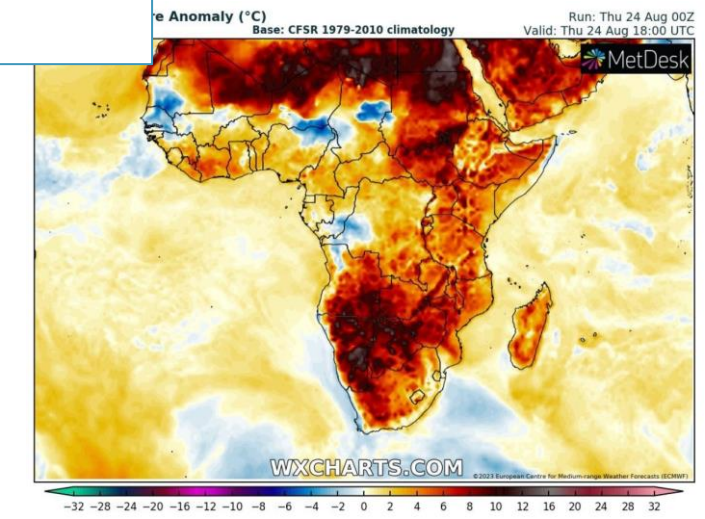 re Anomaly (°C)
Run: Thu 24 Aug 00Z
Base: CFSR 1979-2010 climatology
Valid: Thu 24 Aug 18:00 UTC
MetDesk
WXCHARTS.COM
©2023 European Centre for Medium-range Weather Forecasts (ECMWF)
−32 −28 −24 −20 −16 −12 −10 −8 −6 −4 −2 0 2 4 6 8 10 12 16 20 24 28 32